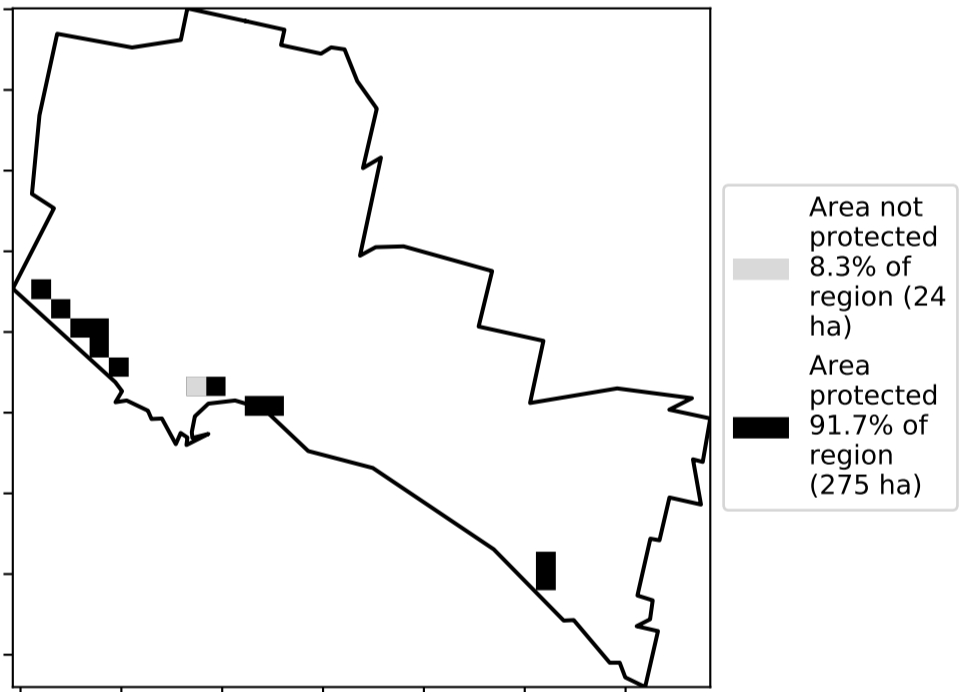 Area not
protected
8.3% of
region (24
ha)
Area
protected
91.7% of
region
(275 ha)